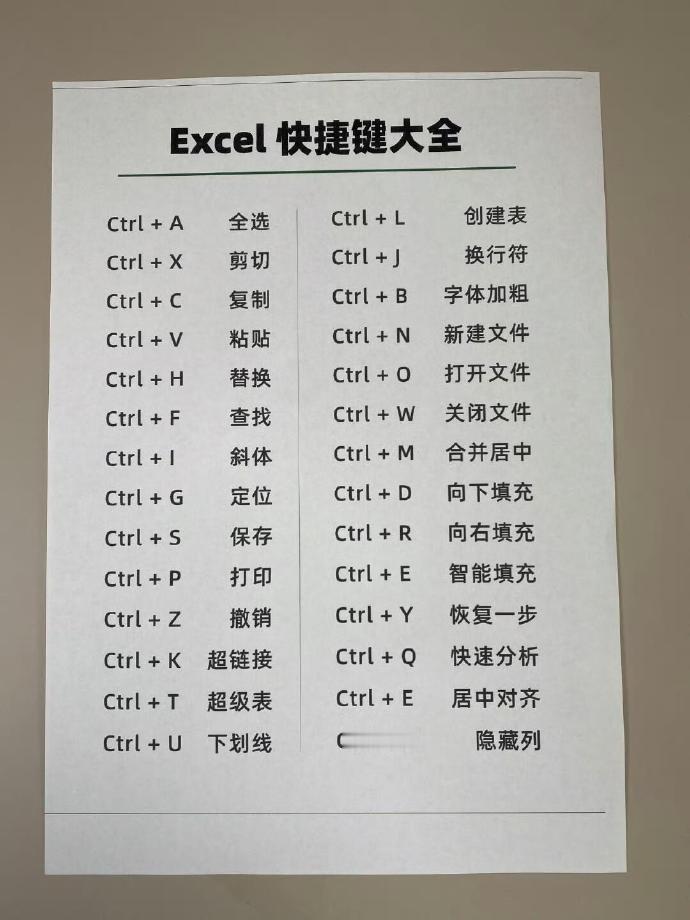 Excel 快捷键大全
Ctrl + A 全选
Ctrl + X 剪切
Ctrl + C 复制
Ctrl + V 粘贴
Ctrl + H 替换
Ctrl + F 查找
Ctrl + I 斜体
Ctrl + G 定位
Ctrl + S 保存
Ctrl + P 打印
Ctrl + Z 撤销
Ctrl + K 超链接
Ctrl + T 超级表
Ctrl + U 下划线
Ctrl + L 创建表
Ctrl + J 换行符
Ctrl + B 字体加粗
Ctrl + N 新建文件
Ctrl + O 打开文件
Ctrl + W 关闭文件
Ctrl + M 合并居中
Ctrl + D 向下填充
Ctrl + R 向右填充
Ctrl + E 智能填充
Ctrl + Y 恢复一步
Ctrl + Q 快速分析
Ctrl + E 居中对齐
隐藏列